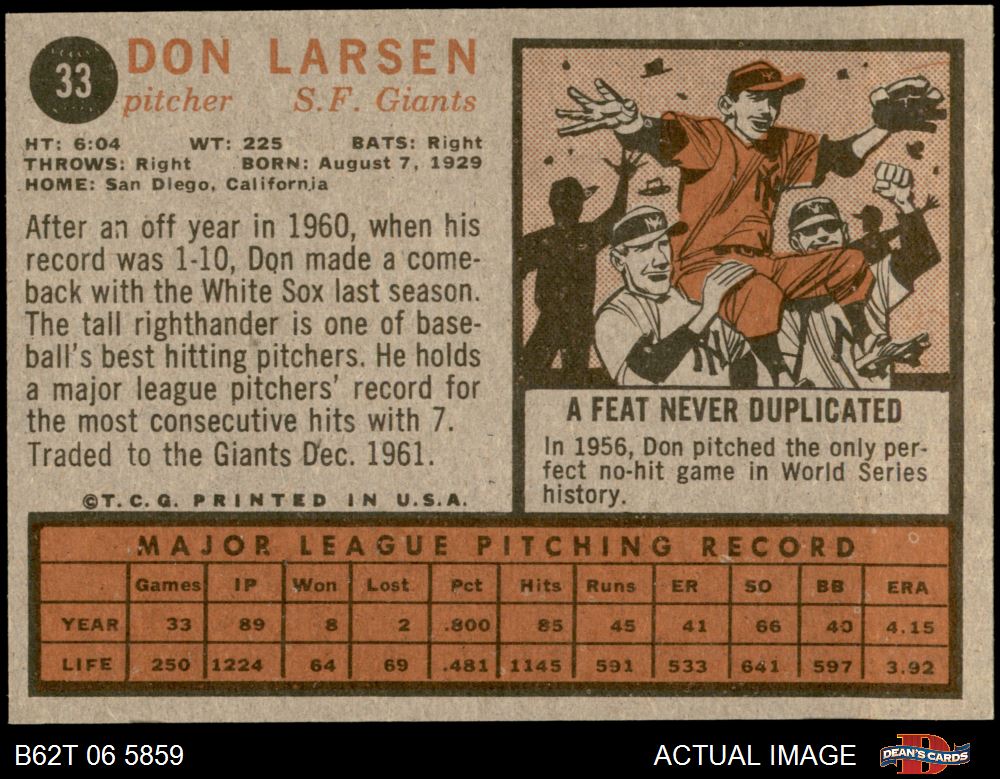 33
DON LARSEN
pitcher S.F. Giants
HT: 6:04 WT: 225 BATS: Right
THROWS: Right BORN: August 7, 1929
HOME: San Diego, California
After an off year in 1960, when his
record was 1-10, Don made a come-
back with the White Sox last season.
The tall righthander is one of base-
ball's best hitting pitchers. He holds
a major league pitchers' record for
the most consecutive hits with 7.
Traded to the Giants Dec. 1961.
©T.C.G. PRINTED IN U.S.A.
A FEAT NEVER DUPLICATED
In 1956, Don pitched the only per-
fect no-hit game in World Series
history.
MAJOR LEAGUE PITCHING RECORD
Games IP Won Lost Pct Hits Runs ER SO BB ERA
YEAR 33 89 8 2 .800 85 45 41 66 40 4.15
LIFE 250 1224 64 69 .481 1145 591 533 641 597 3.92
B62T 06 5859
ACTUAL IMAGE
DEAN'S CARDS